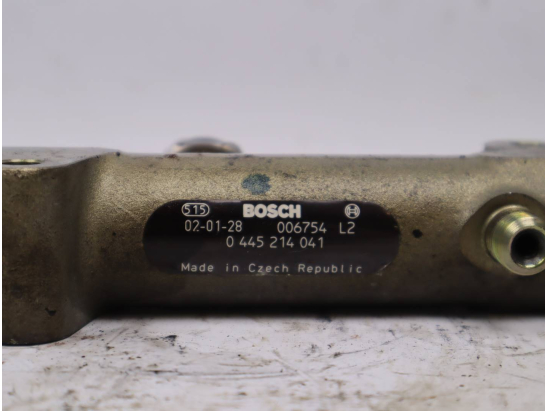 515 BOSCH
02-01-28 006754 L2
0 445 214 041
Made in Czech Republic